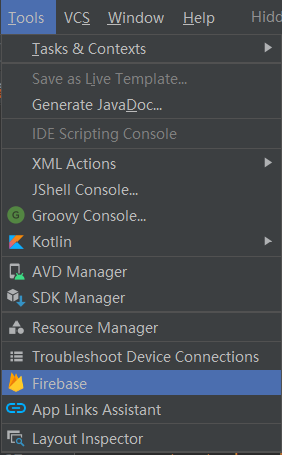 Tools VCS Window Help Hidd
Tasks & Contexts
Save as Live Template...
Generate JavaDoc...
IDE Scripting Console
XML Actions
JShell Console...
G Groovy Console...
Kotlin
AVD Manager
SDK Manager
Resource Manager
Troubleshoot Device Connections
Firebase
App Links Assistant
Layout Inspector